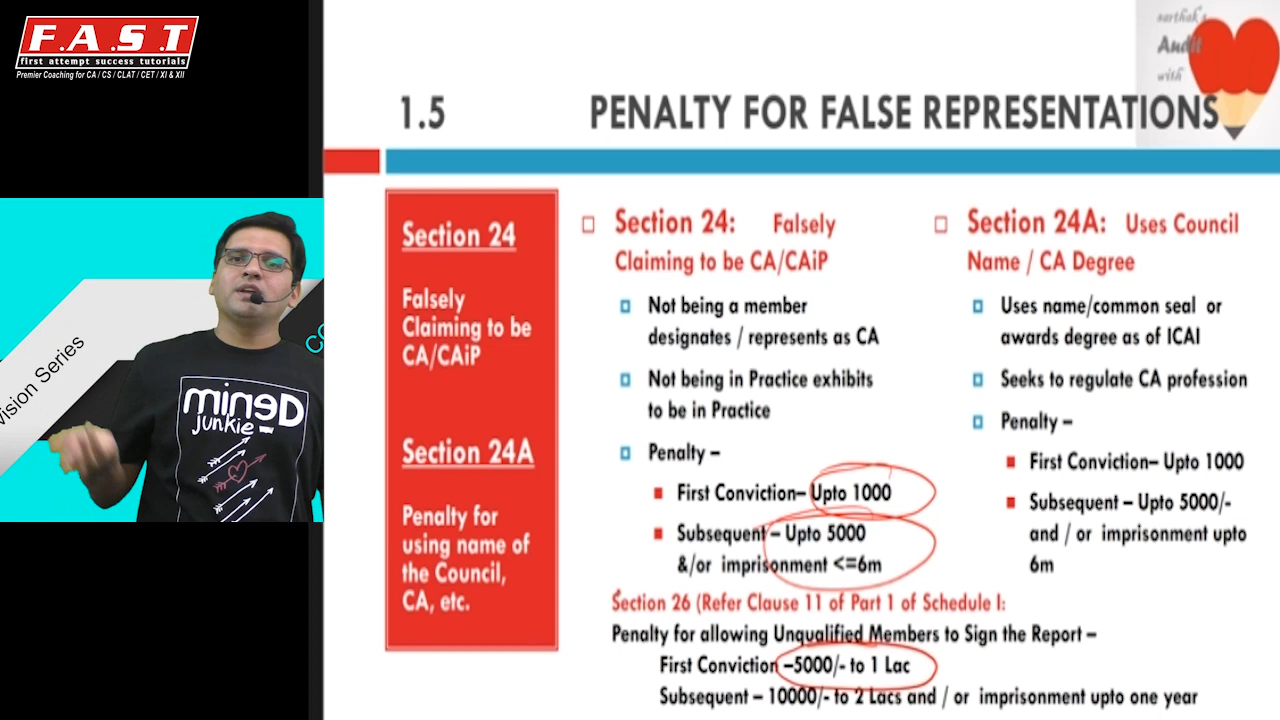 F.A.S.T
first attempt success tutorials
Premier Coaching for CA / CS / CLAT / CET / XI & XII
Audit
with
1.5 PENALTY FOR FALSE REPRESENTATIONS
Section 24
Falsely
Claiming to be
CA/CAiP
Section 24A
Penalty for
using name of
the Council,
CA, etc.
Section 24: Falsely
Claiming to be CA/CAiP
Not being a member
designates / represents as CA
Not being in Practice exhibits
to be in Practice
Penalty –
First Conviction– Upto 1000
Subsequent – Upto 5000
&/or imprisonment <=6m
Section 24A: Uses Council
Name / CA Degree
Uses name/common seal or
awards degree as of ICAI
Seeks to regulate CA profession
Penalty –
First Conviction– Upto 1000
Subsequent – Upto 5000/-
and / or imprisonment upto
6m
Section 26 (Refer Clause 11 of Part 1 of Schedule I:
Penalty for allowing Unqualified Members to Sign the Report –
First Conviction –5000/- to 1 Lac
Subsequent – 10000/- to 2 Lacs and / or imprisonment upto one year
Series
mineD
junkie